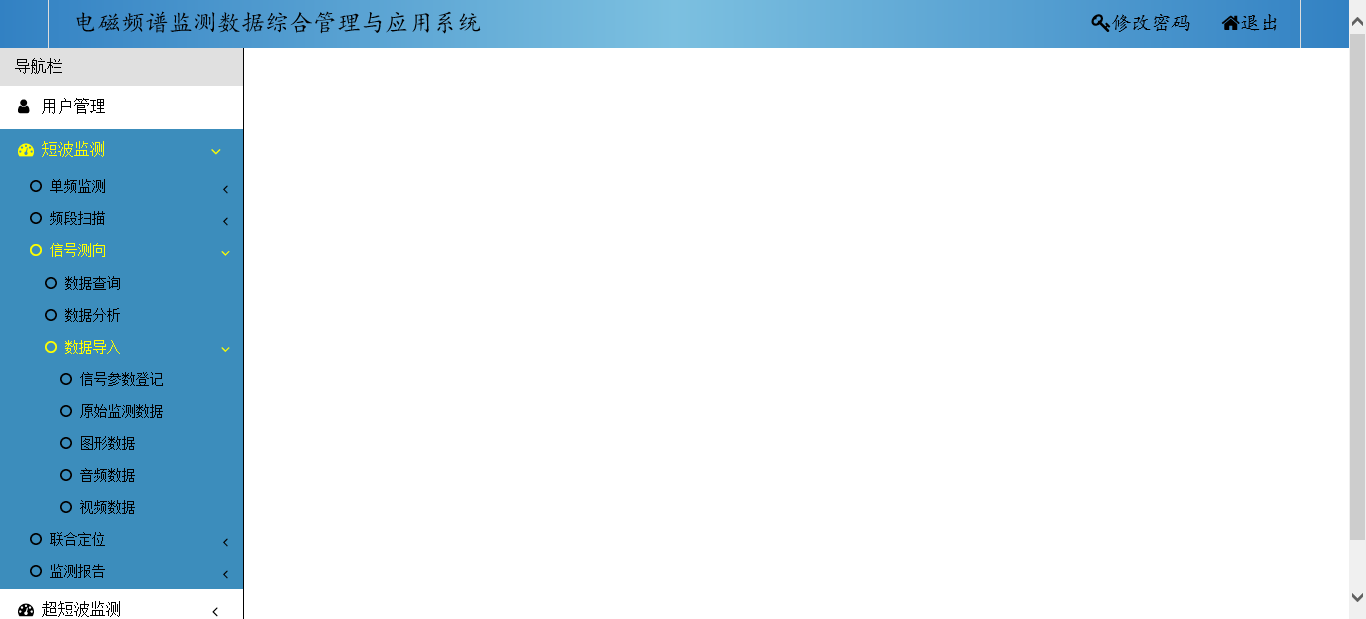 电磁频谱监测数据综合管理与应用系统 修改密码 退出
导航栏
用户管理
短波监测
单频监测
频段扫描
信号测向
数据查询
数据分析
数据导入
信号参数登记
原始监测数据
图形数据
音频数据
视频数据
联合定位
监测报告
超短波监测